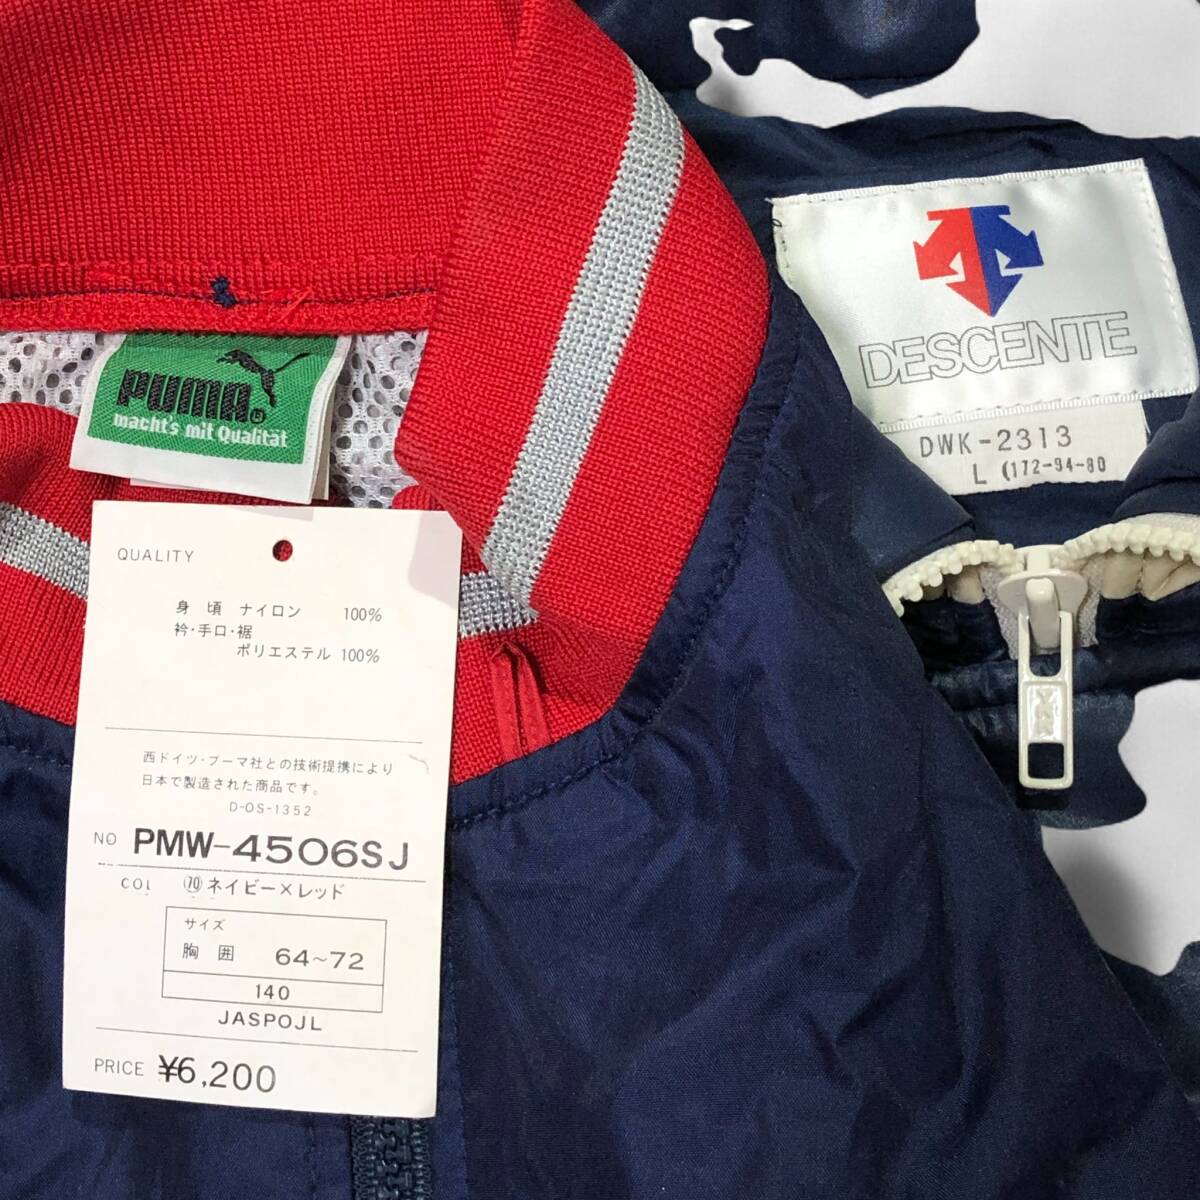 PUMA
macht's mit Qualität
QUALITY
身 頃 ナイロン 100%
衿・手口・裾
ポリエステル 100%
西ドイツ・プーマ社との技術提携により
日本で製造された商品です。
D-OS-1352
NO PMW-4506SJ
COL ⑦⓪ ネイビー×レッド
サイズ
胸 囲 64~72
140
JASPOJL
PRICE ¥6,200
DESCENTE
DWK-2313
L (172-94-80
YKK